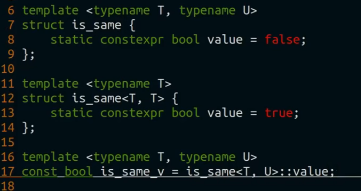 6 template <typename T, typename U>
7 struct is_same {
8     static constexpr bool value = false;
9 };
10
11 template <typename T>
12 struct is_same<T, T> {
13     static constexpr bool value = true;
14 };
15
16 template <typename T, typename U>
17 const bool is_same_v = is_same<T, U>::value;
18